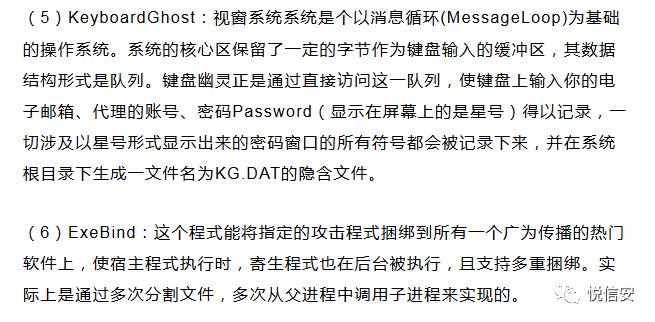 （5）KeyboardGhost：视窗系统系统是个以消息循环(MessageLoop)为基础
的操作系统。系统的核心区保留了一定的字节作为键盘输入的缓冲区，其数据
结构形式是队列。键盘幽灵正是通过直接访问这一队列，使键盘上输入你的电
子邮箱、代理的账号、密码Password（显示在屏幕上的是星号）得以记录，一
切涉及以星号形式显示出来的密码窗口的所有符号都会被记录下来，并在系统
根目录下生成一文件名为KG.DAT的隐含文件。
（6）ExeBind：这个程式能将指定的攻击程式捆绑到所有一个广为传播的热门
软件上，使宿主程式执行时，寄生程式也在后台被执行，且支持多重捆绑。实
际上是通过多次分割文件，多次从父进程中调用子进程来实现的。
悦信安